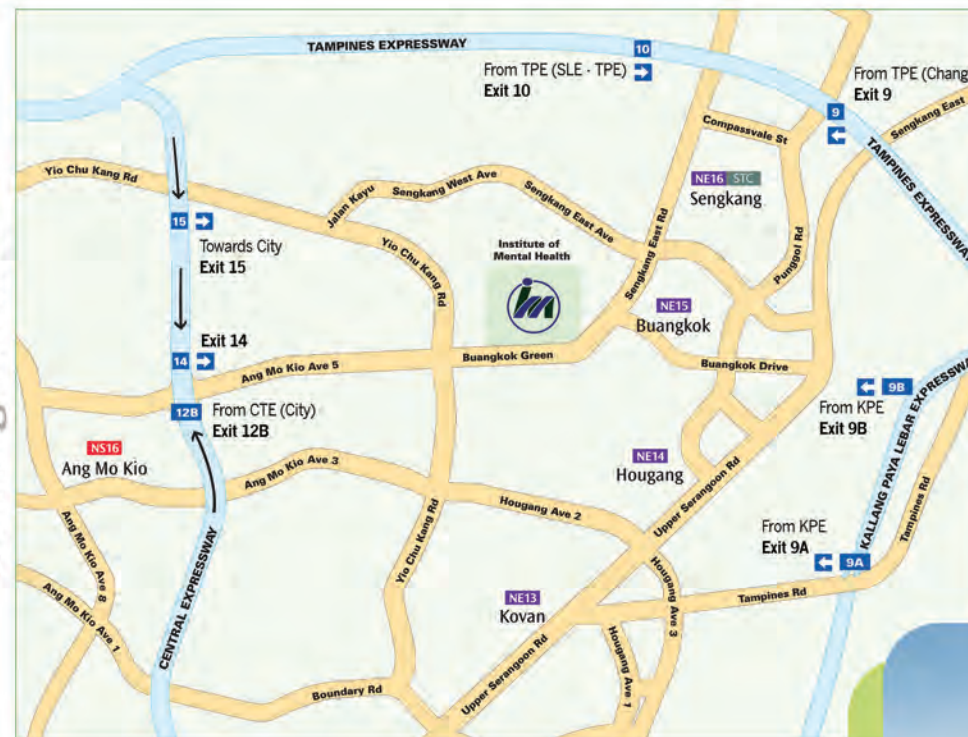 TAMPINES EXPRESSWAY
10
From TPE (SLE - TPE)
Exit 10
From TPE (Chang
Exit 9
9
Sengkang East
Compassvale St
TAMPINES EXPRESSWAY
Yio Chu Kang Rd
Jalan Kayu
Sengkang West Ave
Sengkang East Ave
NE16 STC
Sengkang
Punggol Rd
15
Towards City
Exit 15
Yio Chu Kang Rd
Institute of
Mental Health
Sengkang East Rd
NE15
Buangkok
Exit 14
14
Ang Mo Kio Ave 5
Buangkok Green
Buangkok Drive
12B
From CTE (City)
Exit 12B
9B
From KPE
Exit 9B
KALLANG PAYA LEBAR EXPRESSWAY
NS16
Ang Mo Kio
Ang Mo Kio Ave 3
NE14
Hougang
Upper Serangoon Rd
Hougang Ave 2
Tampines Rd
From KPE
Exit 9A
9A
Ang Mo Kio Ave 8
Ang Mo Kio Ave 1
CENTRAL EXPRESSWAY
Yio Chu Kang Rd
NE13
Kovan
Hougang Ave 3
Tampines Rd
Upper Serangoon Rd
Hougang Ave 1
Boundary Rd